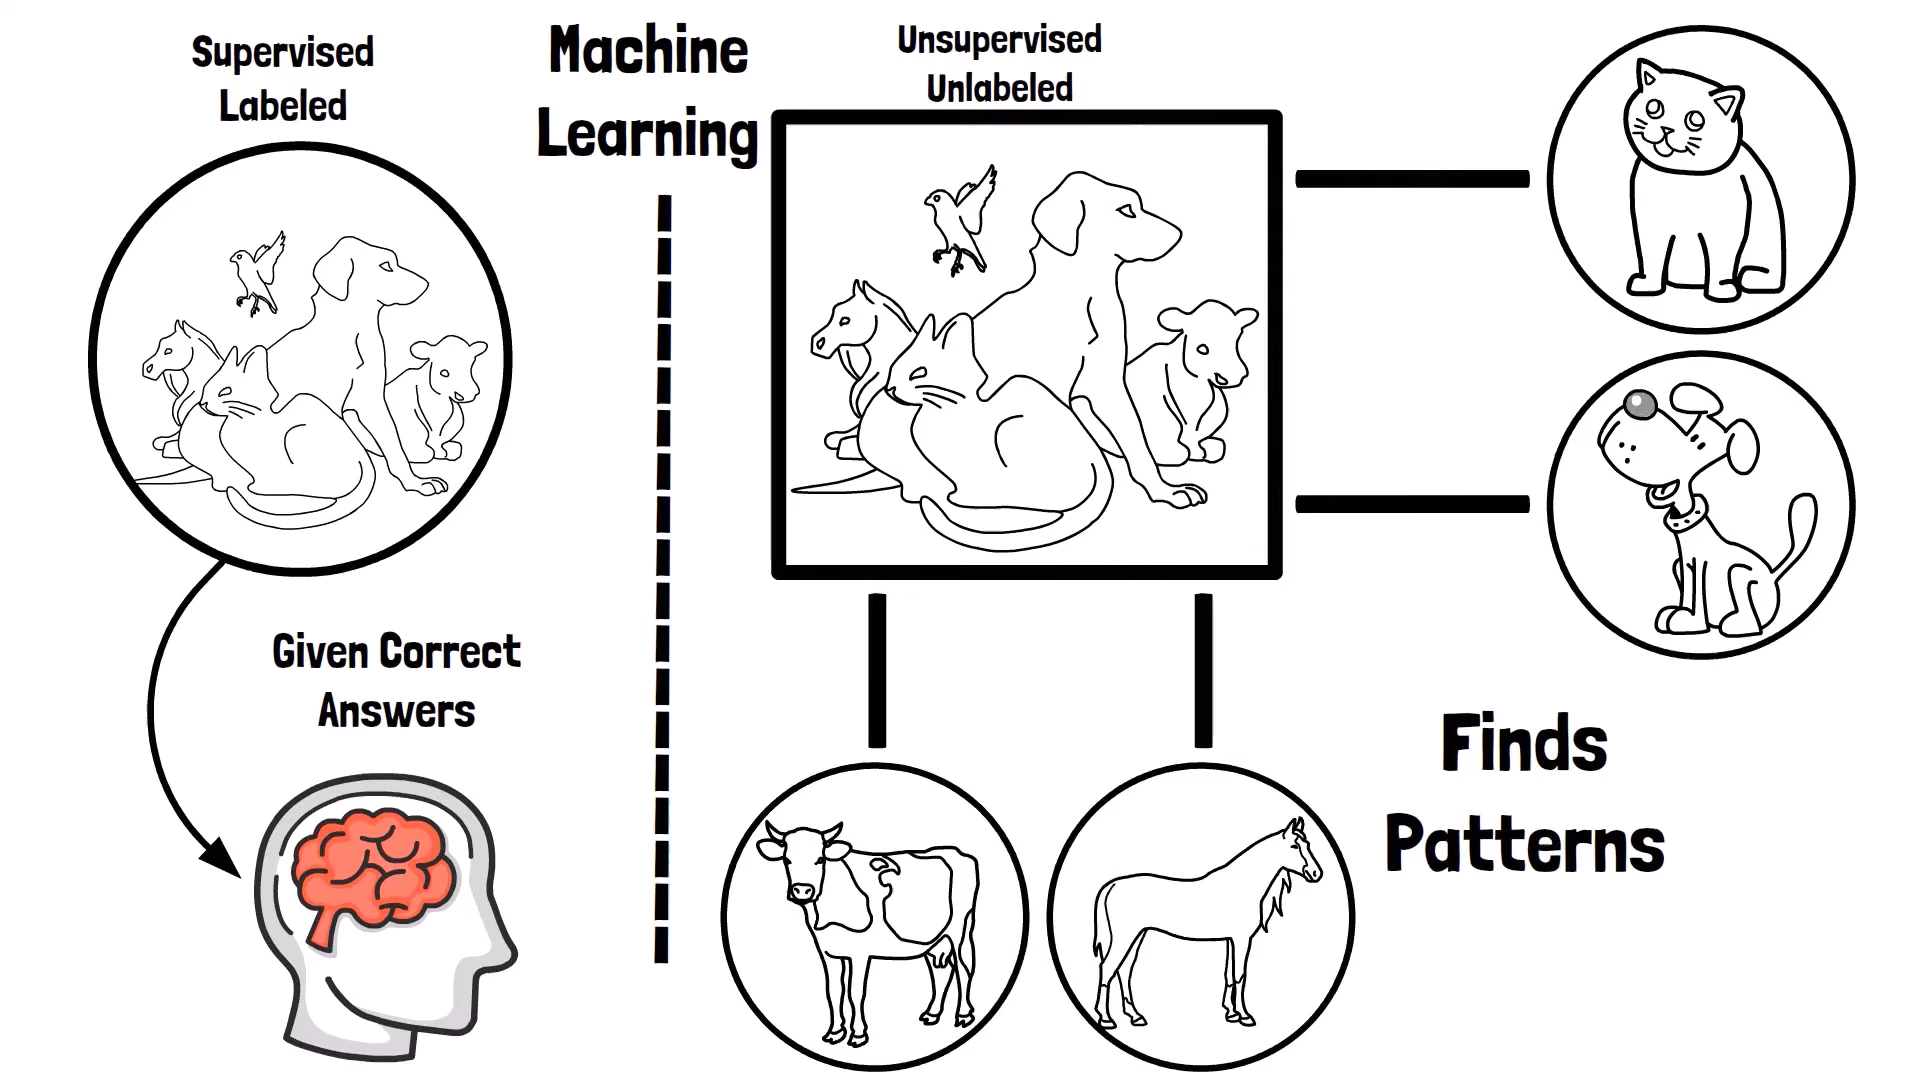 Supervised
Labeled
Machine
Learning
Unsupervised
Unlabeled
Given Correct
Answers
Finds
Patterns